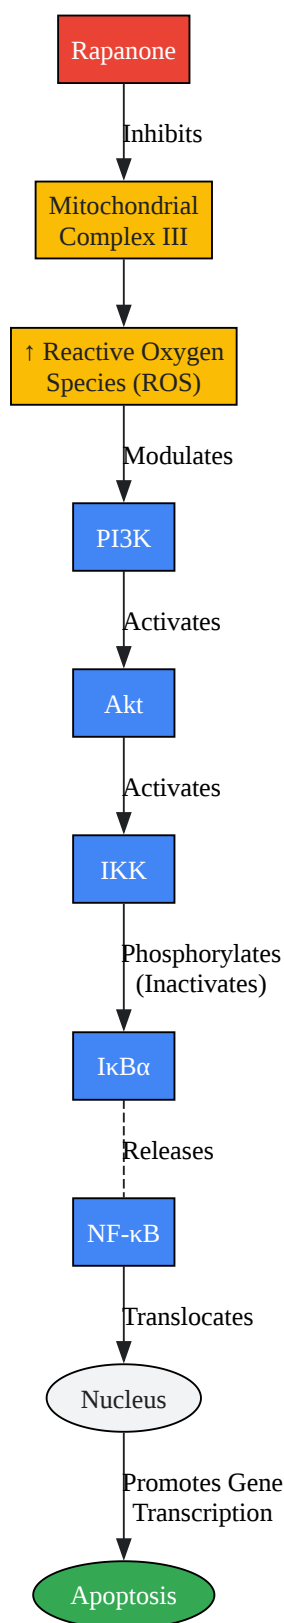 Rapanone
Inhibits
Mitochondrial
Complex III
↑ Reactive Oxygen
Species (ROS)
Modulates
PI3K
Activates
Akt
Activates
IKK
Phosphorylates
(Inactivates)
IκBα
Releases
NF-κB
Translocates
Nucleus
Promotes Gene
Transcription
Apoptosis